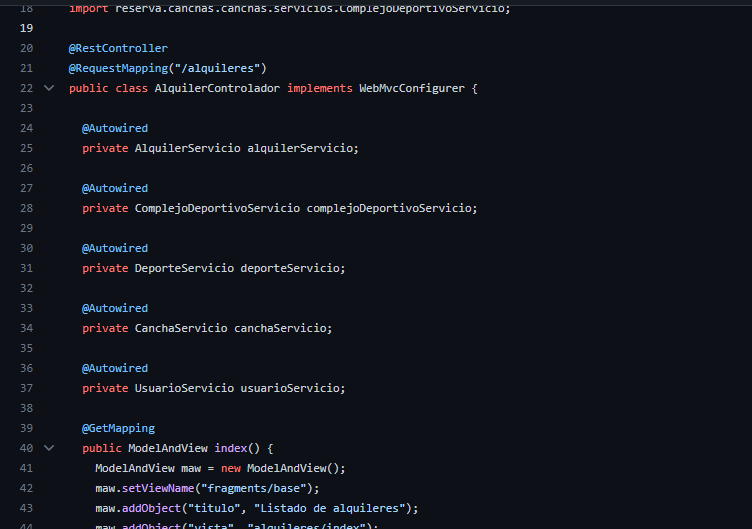 18 import reserva.canchas.canchas.servicios.ComplejoDeportivoServicio;
19
20 @RestController
21 @RequestMapping("/alquileres")
22 public class AlquilerControlador implements WebMvcConfigurer {
23
24 @Autowired
25 private AlquilerServicio alquilerServicio;
26
27 @Autowired
28 private ComplejoDeportivoServicio complejoDeportivoServicio;
29
30 @Autowired
31 private DeporteServicio deporteServicio;
32
33 @Autowired
34 private CanchaServicio canchaServicio;
35
36 @Autowired
37 private UsuarioServicio usuarioServicio;
38
39 @GetMapping
40 public ModelAndView index() {
41 ModelAndView maw = new ModelAndView();
42 maw.setViewName("fragments/base");
43 maw.addObject("titulo", "Listado de alquileres");
44 maw.addObject("vista", "alquileres/index");